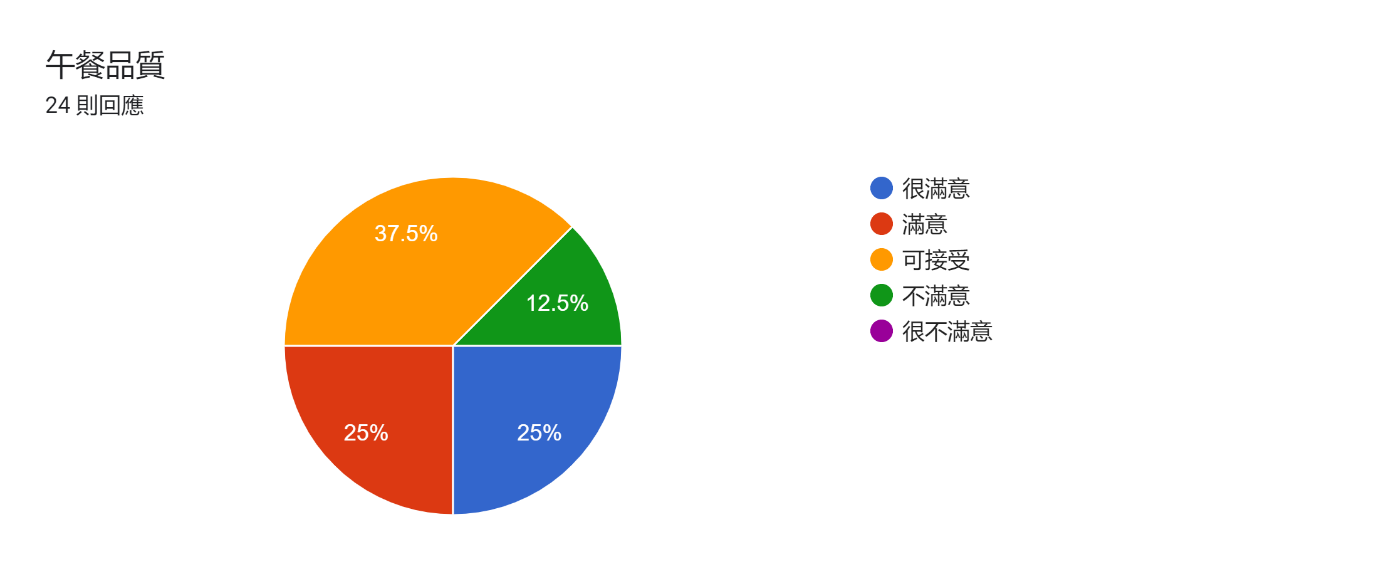 午餐品質
24 則回應
37.5%
12.5%
25%
25%
很滿意
滿意
可接受
不滿意
很不滿意